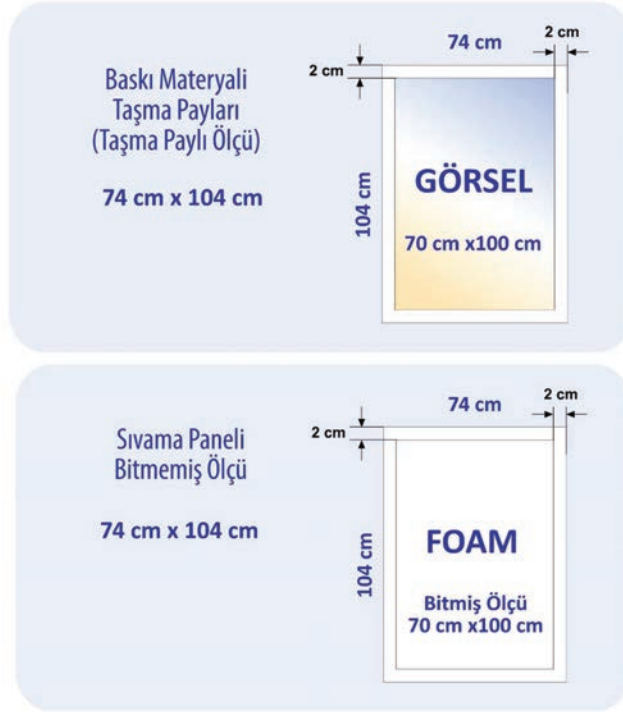 Baskı Materyali
Taşma Payları
(Taşma Paylı Ölçü)
74 cm x 104 cm
74 cm
2 cm
2 cm
104 cm
GÖRSEL
70 cm x100 cm
Sıvama Paneli
Bitmemiş Ölçü
74 cm x 104 cm
74 cm
2 cm
2 cm
104 cm
FOAM
Bitmiş Ölçü
70 cm x100 cm